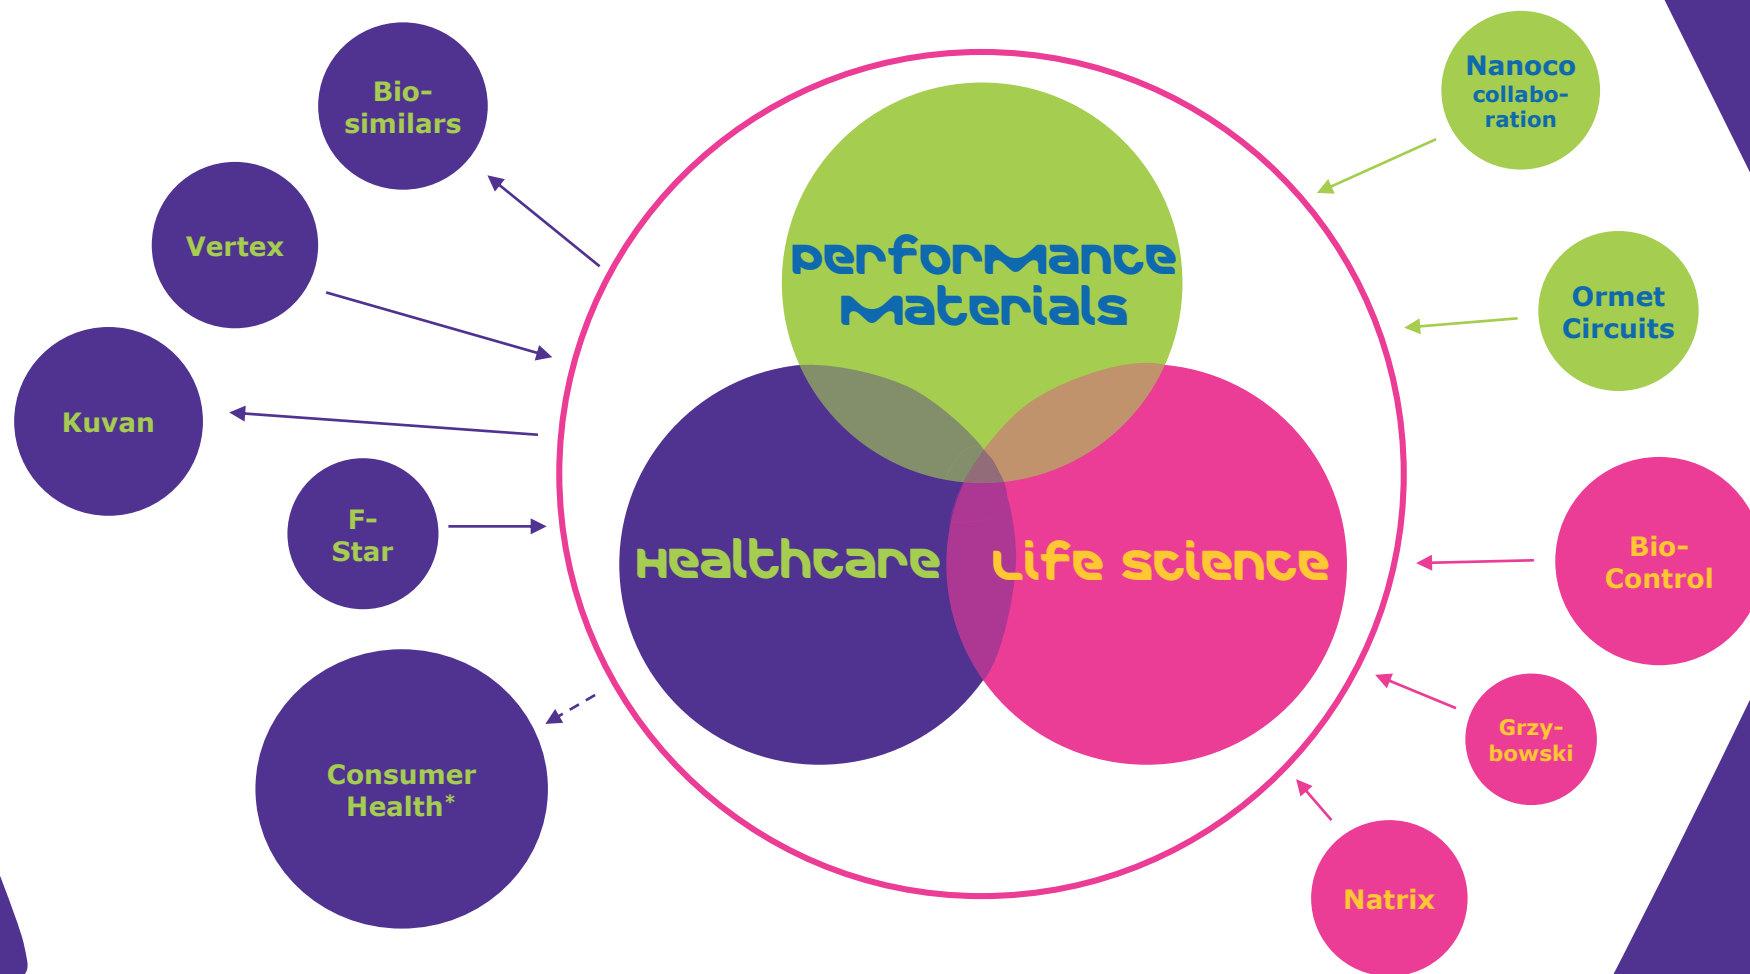 Bio-
similars
Vertex
Kuvan
F-
Star
Consumer
Health*
Performance
Materials
Healthcare
Life Science
Nanoco
collabo-
ration
Ormet
Circuits
Bio-
Control
Grzy-
bowski
Natrix